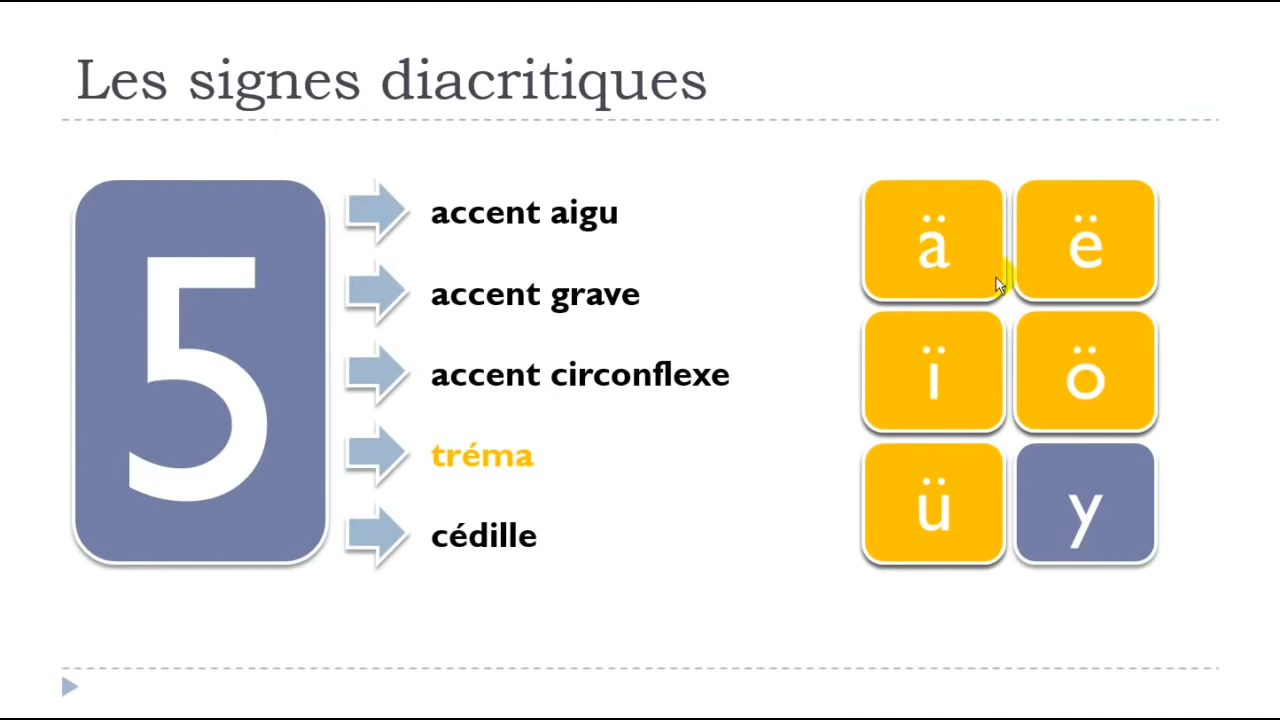 Les signes diacritiques
5
accent aigu
accent grave
accent circonflexe
tréma
cédille
ä ë
ï ö
ü y